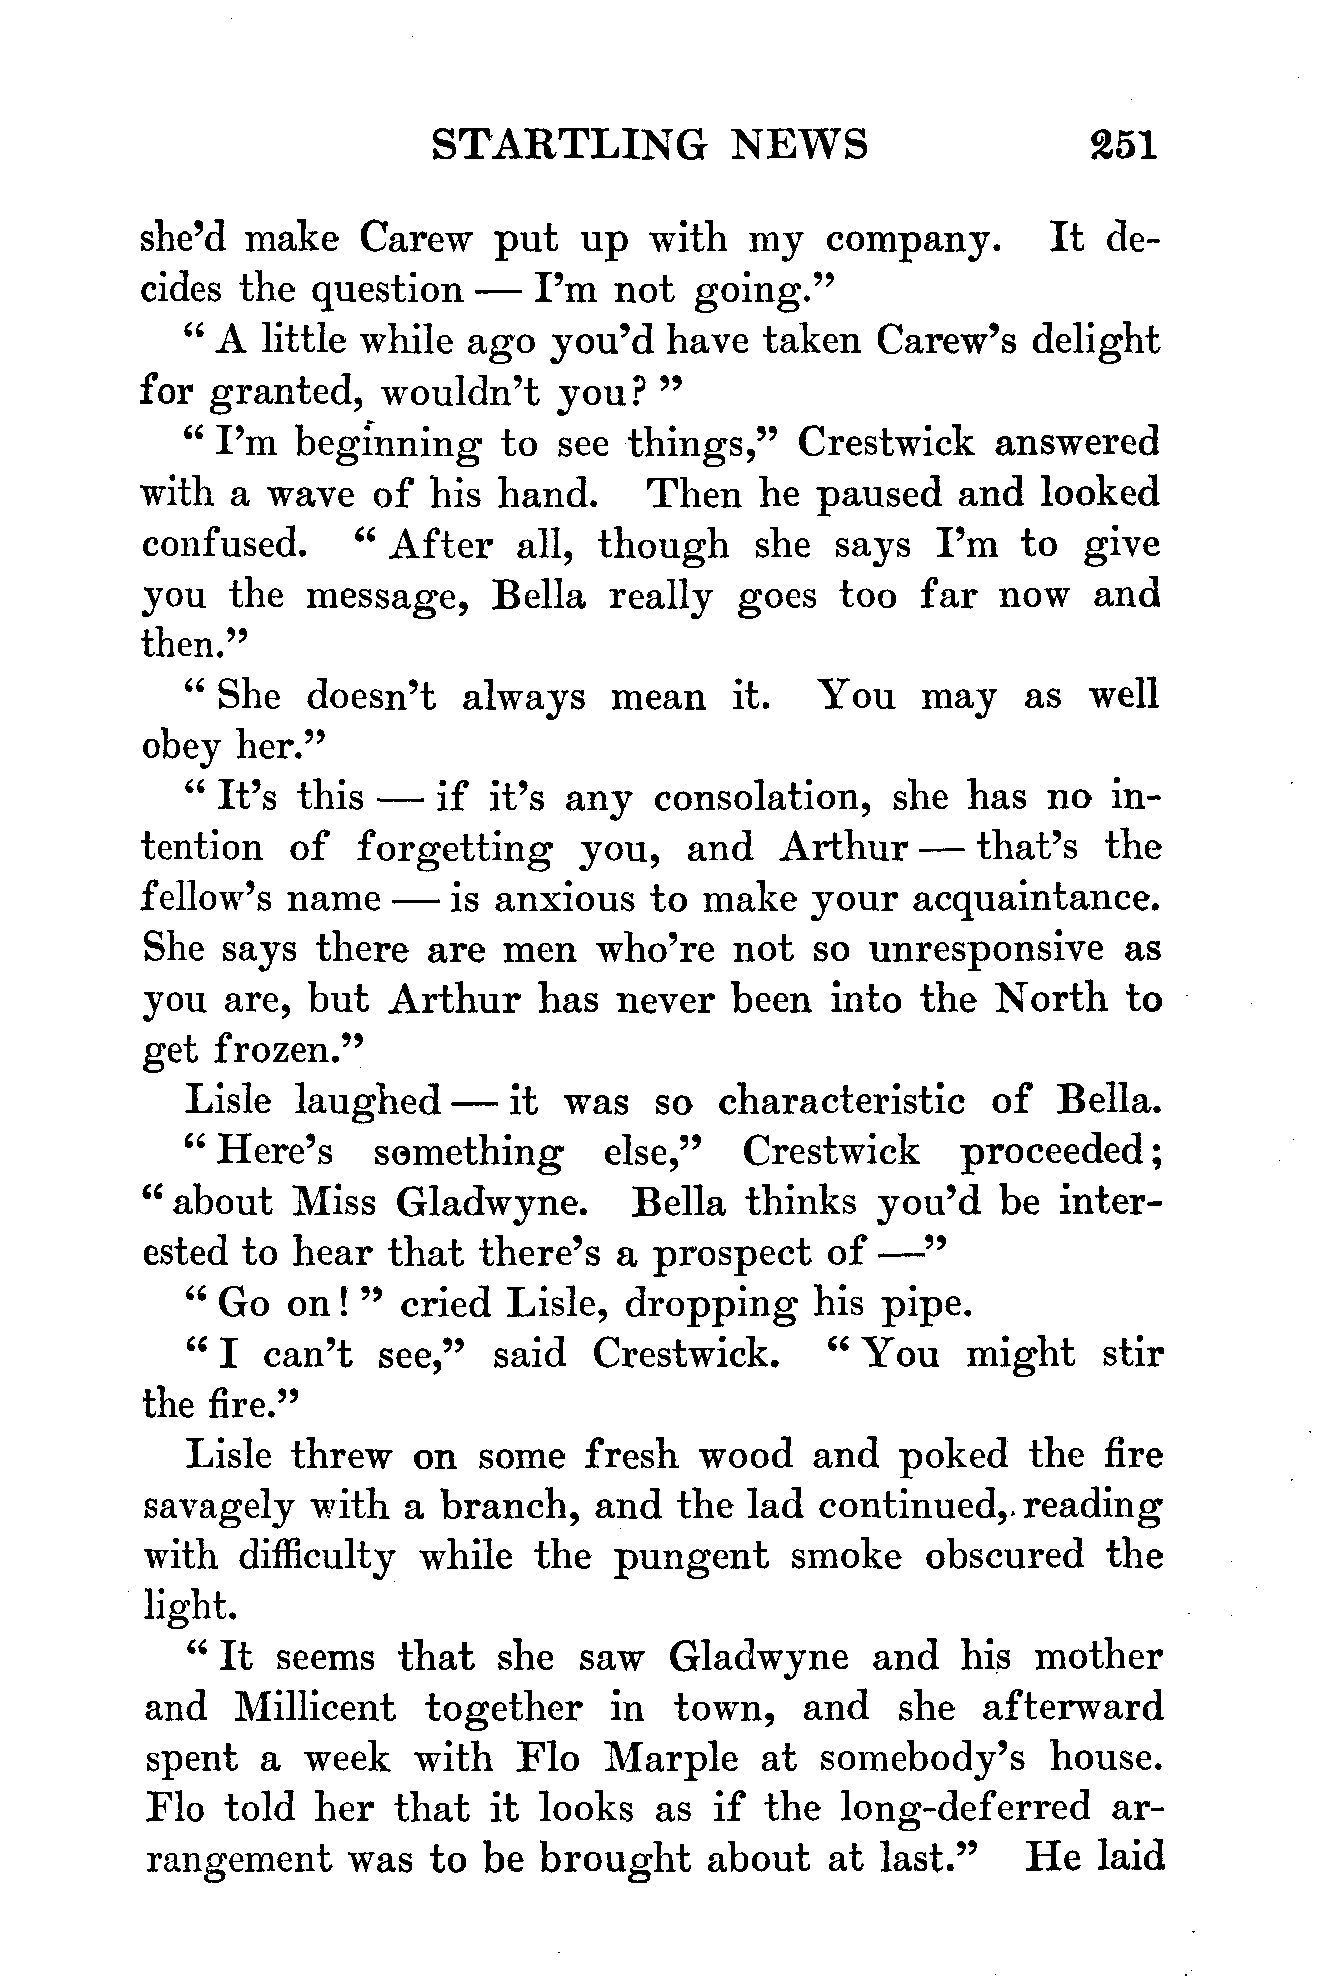 STARTLING NEWS 251
she’d make Carew put up with my company. It de-
cides the question — I’m not going.”
“ A little while ago you’d have taken Carew’s delight
for granted, wouldn’t you? ”
“ I’m beginning to see things,” Crestwick answered
with a wave of his hand. Then he paused and looked
confused. “ After all, though she says I’m to give
you the message, Bella really goes too far now and
then.”
“ She doesn’t always mean it. You may as well
obey her.”
“ It’s this — if it’s any consolation, she has no in-
tention of forgetting you, and Arthur — that’s the
fellow’s name — is anxious to make your acquaintance.
She says there are men who’re not so unresponsive as
you are, but Arthur has never been into the North to
get frozen.”
Lisle laughed — it was so characteristic of Bella.
“ Here’s something else,” Crestwick proceeded;
“ about Miss Gladwyne. Bella thinks you’d be inter-
ested to hear that there’s a prospect of —”
“ Go on! ” cried Lisle, dropping his pipe.
“ I can’t see,” said Crestwick. “ You might stir
the fire.”
Lisle threw on some fresh wood and poked the fire
savagely with a branch, and the lad continued, reading
with difficulty while the pungent smoke obscured the
light.
“ It seems that she saw Gladwyne and his mother
and Millicent together in town, and she afterward
spent a week with Flo Marple at somebody’s house.
Flo told her that it looks as if the long-deferred ar-
rangement was to be brought about at last.” He laid